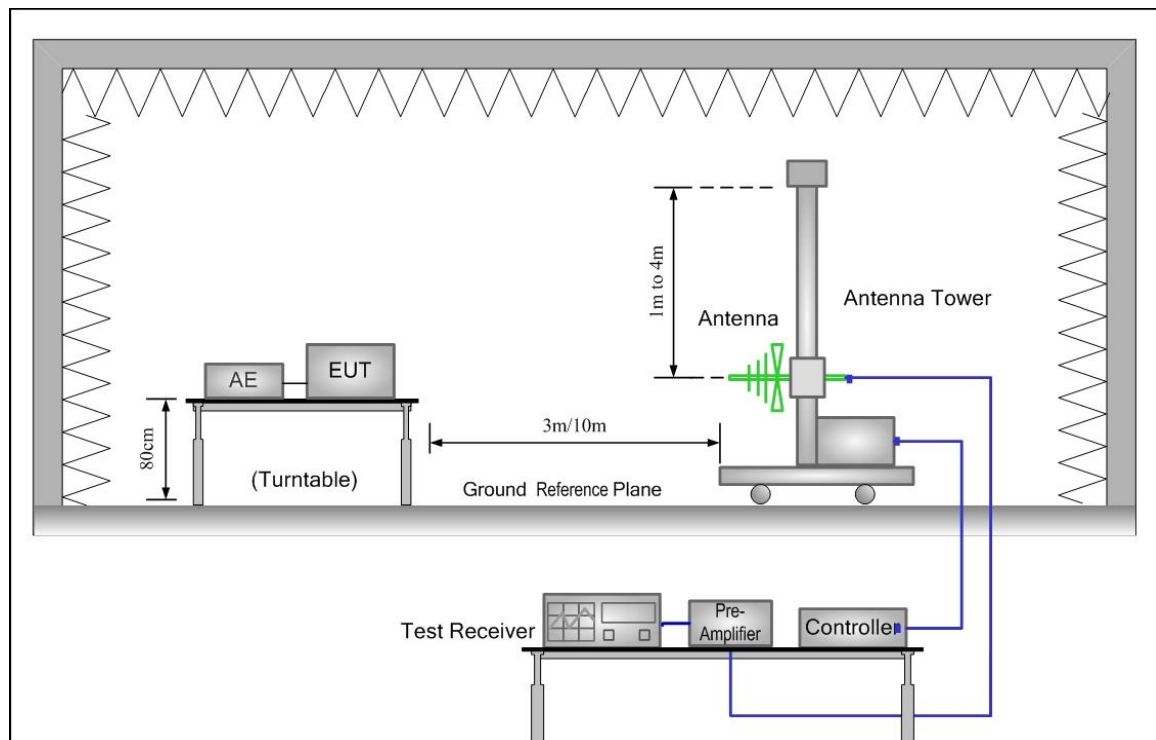 1m to 4m
Antenna Tower
Antenna
EUT
AE
80cm
3m/10m
(Turntable)
Ground Reference Plane
Test Receiver
Pre-
Amplifier
Controller